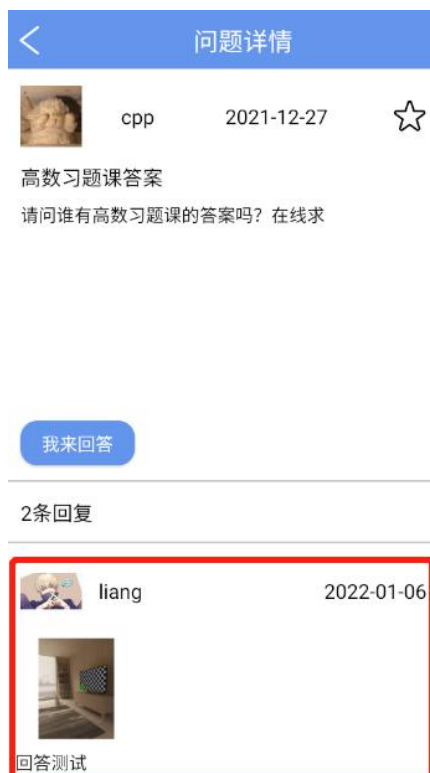 问题详情
cpp 2021-12-27
高数习题课答案
请问谁有高数习题课的答案吗？在线求
我来回答
2条回复
liang 2022-01-06
回答测试